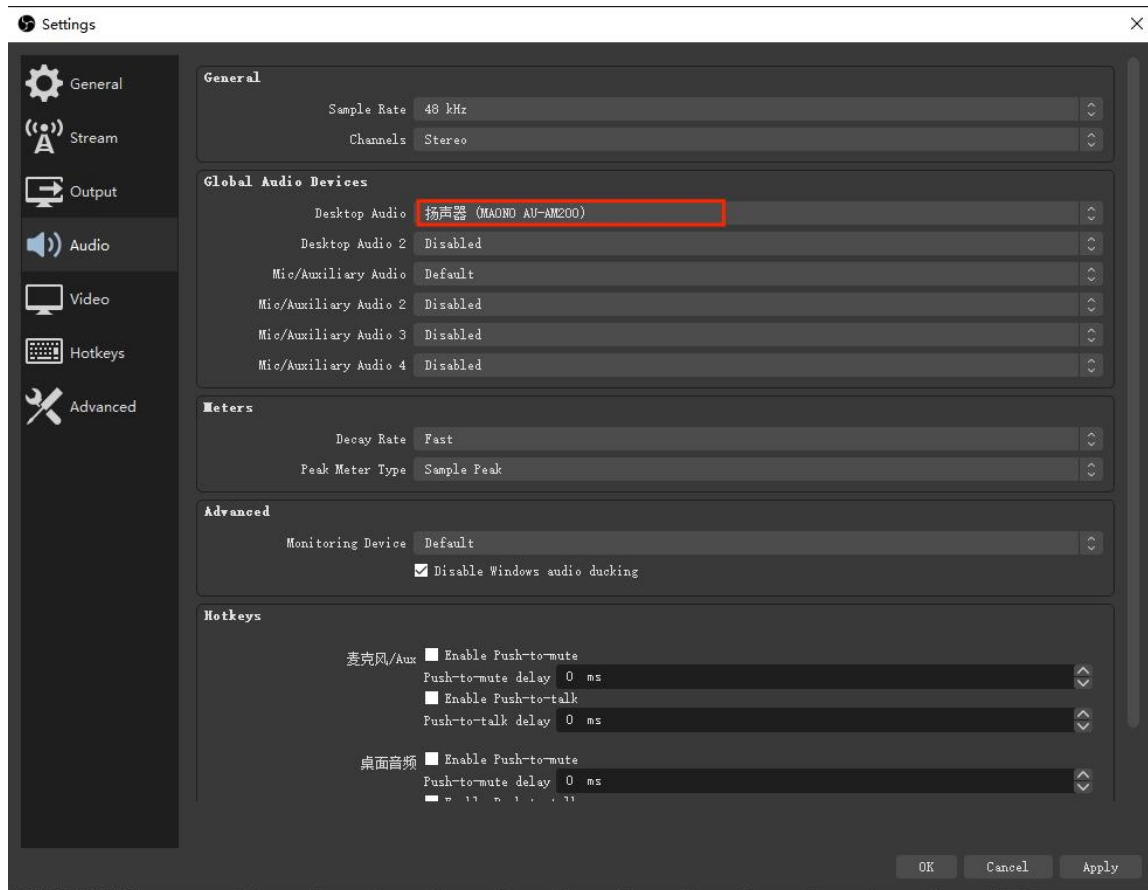 Settings
General
Stream
Output
Audio
Video
Hotkeys
Advanced
General
Sample Rate 48 kHz
Channels Stereo
Global Audio Devices
Desktop Audio 扬声器 (MAONO AU-AM200)
Desktop Audio 2 Disabled
Mic/Auxiliary Audio Default
Mic/Auxiliary Audio 2 Disabled
Mic/Auxiliary Audio 3 Disabled
Mic/Auxiliary Audio 4 Disabled
Meters
Decay Rate Fast
Peak Meter Type Sample Peak
Advanced
Monitoring Device Default
Disable Windows audio ducking
Hotkeys
麦克风/Aux Enable Push-to-mute
Push-to-mute delay 0 ms
Enable Push-to-talk
Push-to-talk delay 0 ms
桌面音频 Enable Push-to-mute
Push-to-mute delay 0 ms
OK Cancel Apply